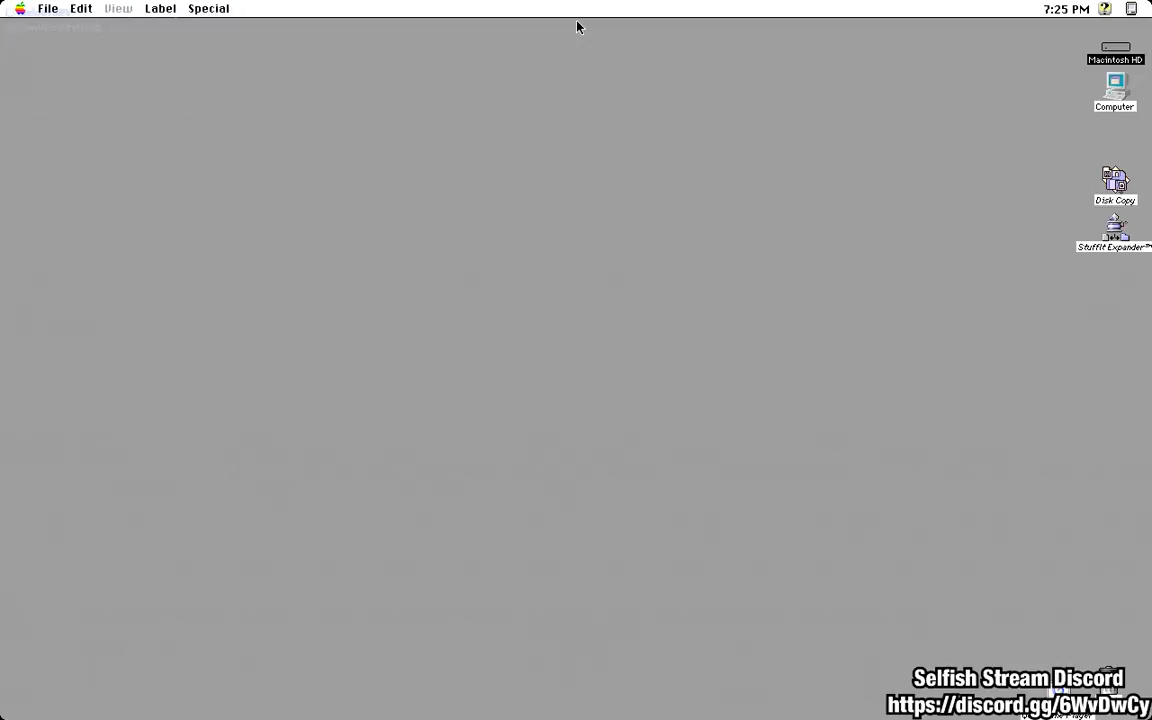 File Edit View Label Special 7:25 PM
Macintosh HD
Computer
Disk Copy
StuffIt Expander™
Selfish Stream Discord
https://discord.gg/6WvDwCy
Player